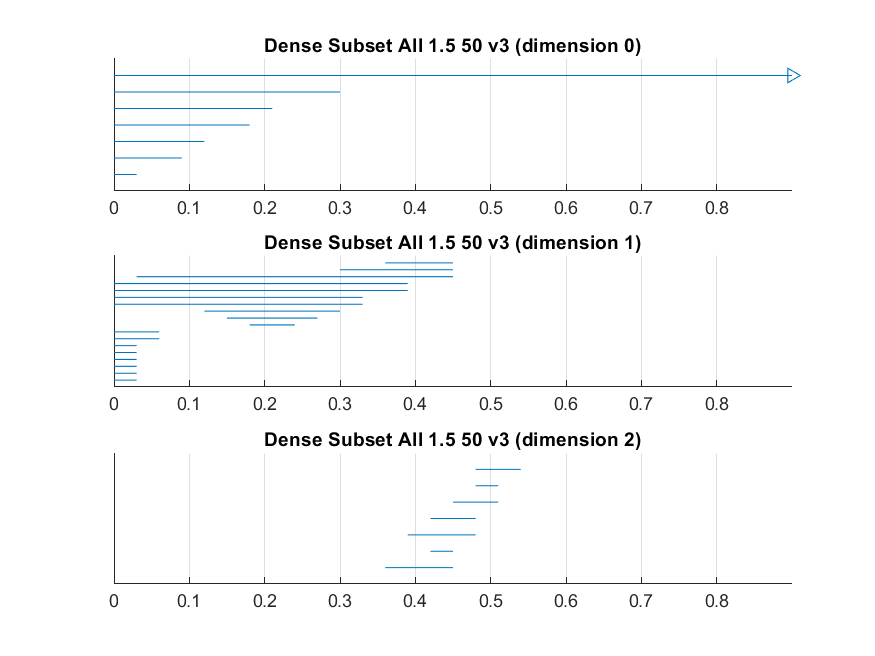 Dense Subset All 1.5 50 v3 (dimension 0)
0 0.1 0.2 0.3 0.4 0.5 0.6 0.7 0.8
Dense Subset All 1.5 50 v3 (dimension 1)
0 0.1 0.2 0.3 0.4 0.5 0.6 0.7 0.8
Dense Subset All 1.5 50 v3 (dimension 2)
0 0.1 0.2 0.3 0.4 0.5 0.6 0.7 0.8